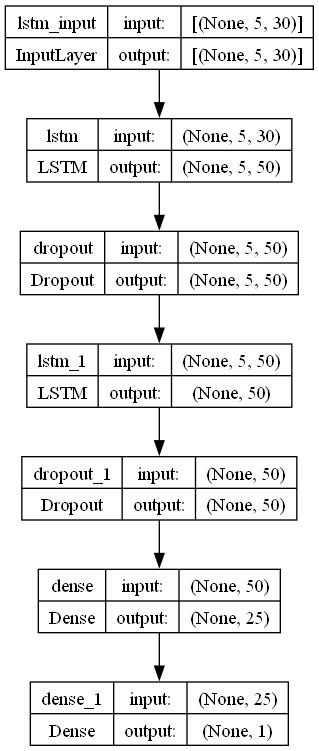 lstm_input input: [(None, 5, 30)]
InputLayer output: [(None, 5, 30)]
lstm input: (None, 5, 30)
LSTM output: (None, 5, 50)
dropout input: (None, 5, 50)
Dropout output: (None, 5, 50)
lstm_1 input: (None, 5, 50)
LSTM output: (None, 50)
dropout_1 input: (None, 50)
Dropout output: (None, 50)
dense input: (None, 50)
Dense output: (None, 25)
dense_1 input: (None, 25)
Dense output: (None, 1)